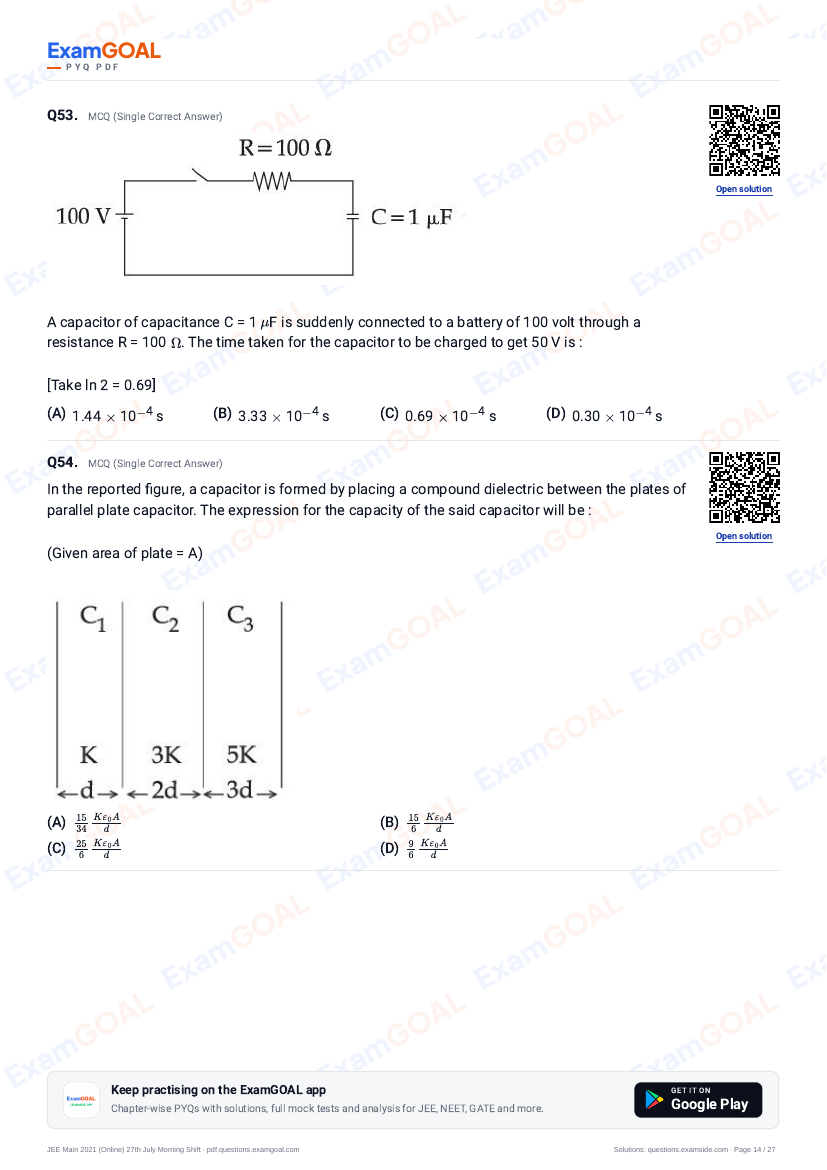 ExamGOAL
PYQ PDF
Q53. MCQ (Single Correct Answer)
R = 100 Ω
100 V
C = 1 μF
Open solution
A capacitor of capacitance C = 1 μF is suddenly connected to a battery of 100 volt through a
resistance R = 100 Ω. The time taken for the capacitor to be charged to get 50 V is :
[Take ln 2 = 0.69]
(A) 1.44 × 10⁻⁴ s (B) 3.33 × 10⁻⁴ s (C) 0.69 × 10⁻⁴ s (D) 0.30 × 10⁻⁴ s
Q54. MCQ (Single Correct Answer)
In the reported figure, a capacitor is formed by placing a compound dielectric between the plates of
parallel plate capacitor. The expression for the capacity of the said capacitor will be :
Open solution
(Given area of plate = A)
C₁ C₂ C₃
K 3K 5K
←d→ ←2d→ ←3d→
(A) 15/34 Kε₀A/d (B) 15/6 Kε₀A/d
(C) 25/6 Kε₀A/d (D) 9/6 Kε₀A/d
ExamGOAL
Keep practising on the ExamGOAL app
Chapter-wise PYQs with solutions, full mock tests and analysis for JEE, NEET, GATE and more.
GET IT ON
Google Play
JEE Main 2021 (Online) 27th July Morning Shift · pdf.questions.examgoal.com
Solutions: questions.examside.com · Page 14 / 27